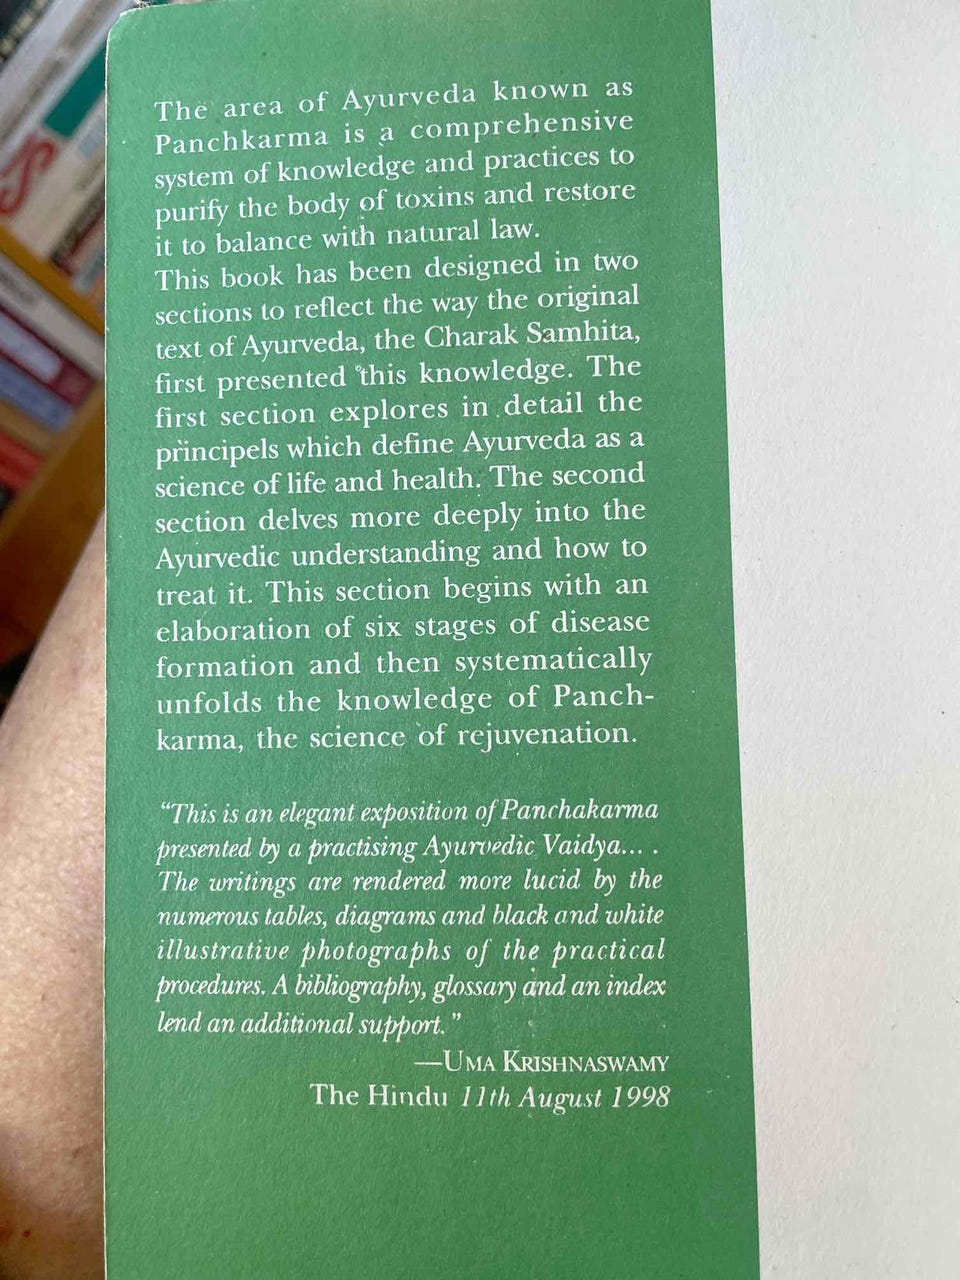 The area of Ayurveda known as
Panchkarma is a comprehensive
system of knowledge and practices to
purify the body of toxins and restore
it to balance with natural law.
This book has been designed in two
sections to reflect the way the original
text of Ayurveda, the Charak Samhita,
first presented this knowledge. The
first section explores in detail the
principels which define Ayurveda as a
science of life and health. The second
section delves more deeply into the
Ayurvedic understanding and how to
treat it. This section begins with an
elaboration of six stages of disease
formation and then systematically
unfolds the knowledge of Panch-
karma, the science of rejuvenation.
“This is an elegant exposition of Panchakarma
presented by a practising Ayurvedic Vaidya... .
The writings are rendered more lucid by the
numerous tables, diagrams and black and white
illustrative photographs of the practical
procedures. A bibliography, glossary and an index
lend an additional support.”
—UMA KRISHNASWAMY
The Hindu 11th August 1998